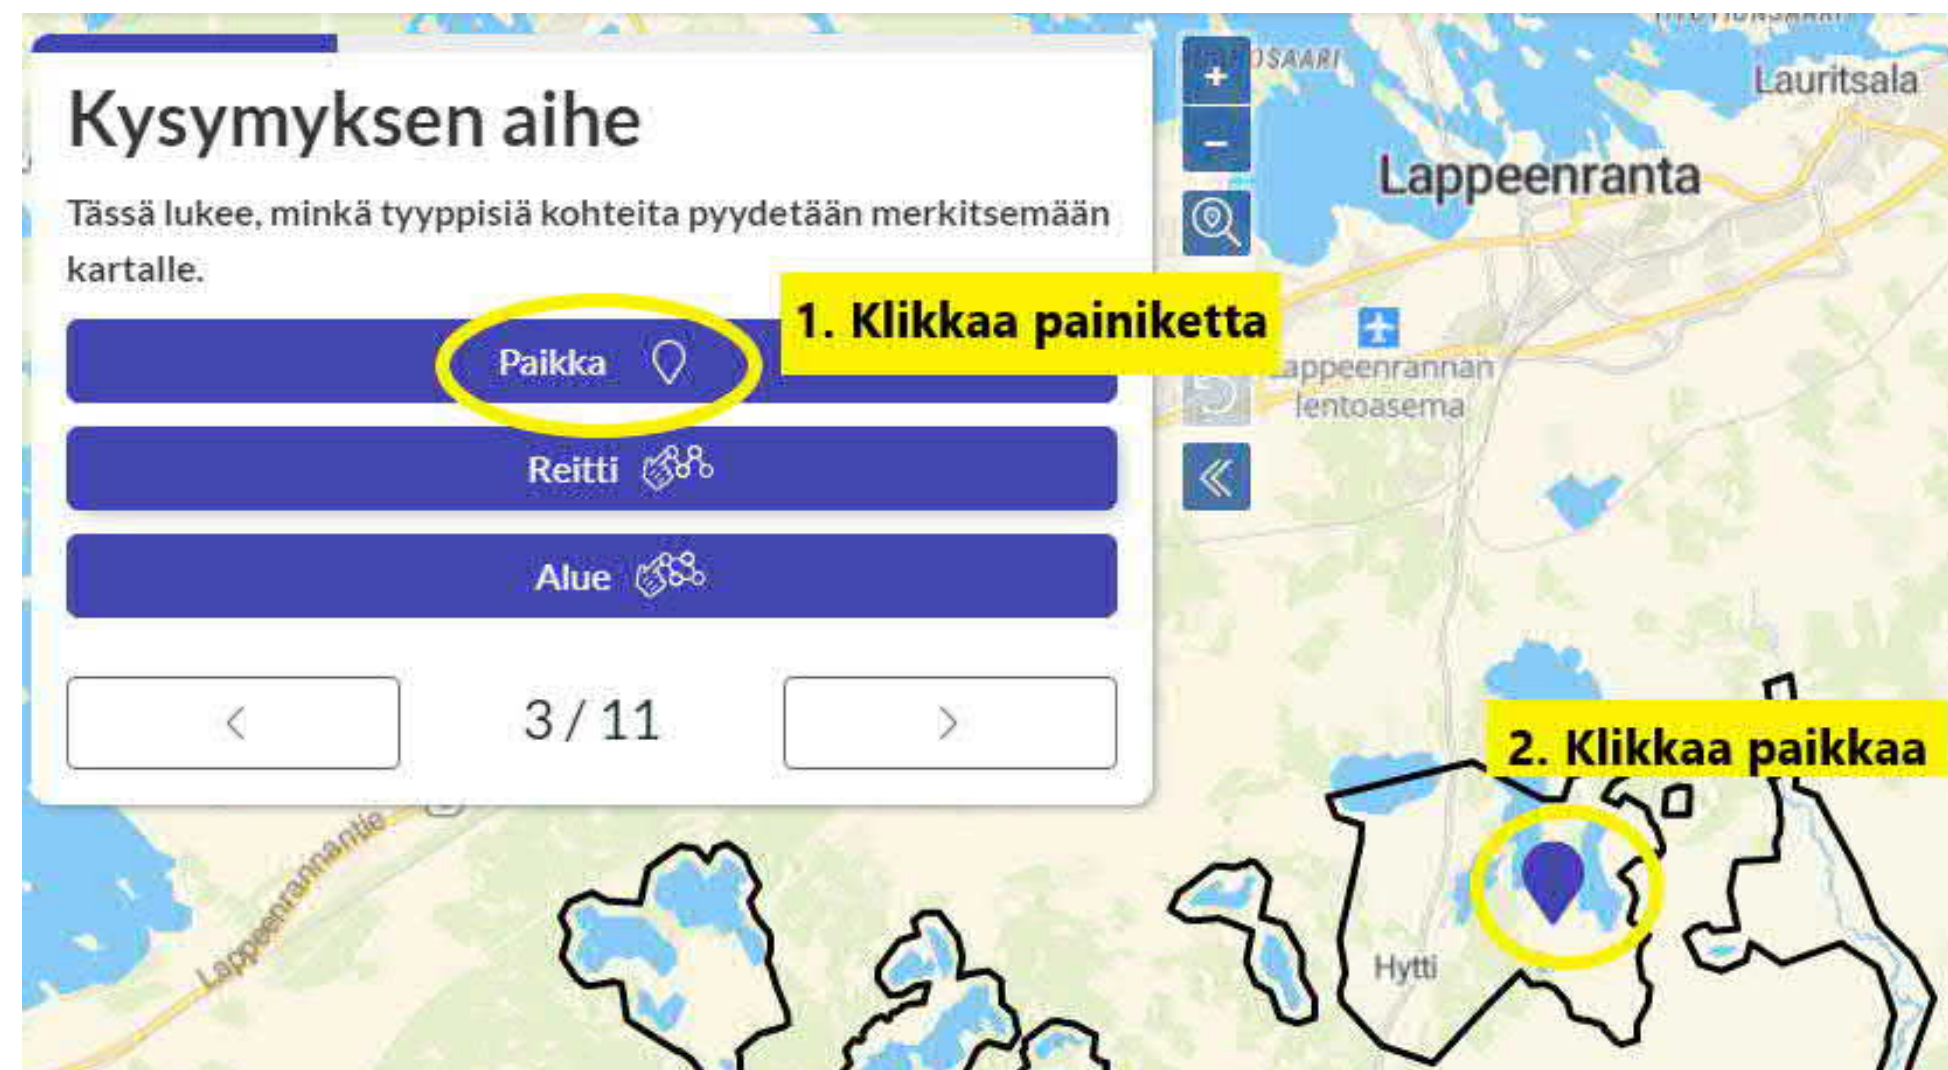 Kysymyksen aihe
Tässä lukee, minkä tyyppisiä kohteita pyydetään merkitsemään
kartalle.
1. Klikkaa painiketta
Paikka
Reitti
Alue
3 / 11
Lauritsala
Lappeenranta
lentoasema
2. Klikkaa paikkaa
Hytti
Lappeenrannantie